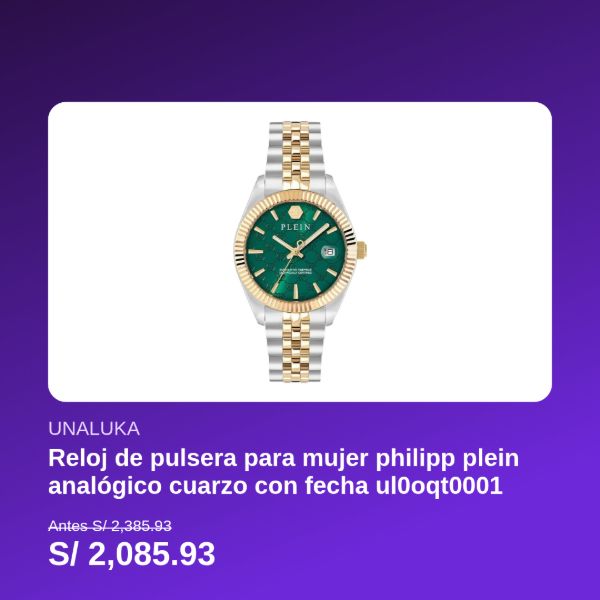 PLEIN
UNALUKA
Reloj de pulsera para mujer philipp plein
analógico cuarzo con fecha ul0oqt0001
Antes S/ 2,385.93
S/ 2,085.93